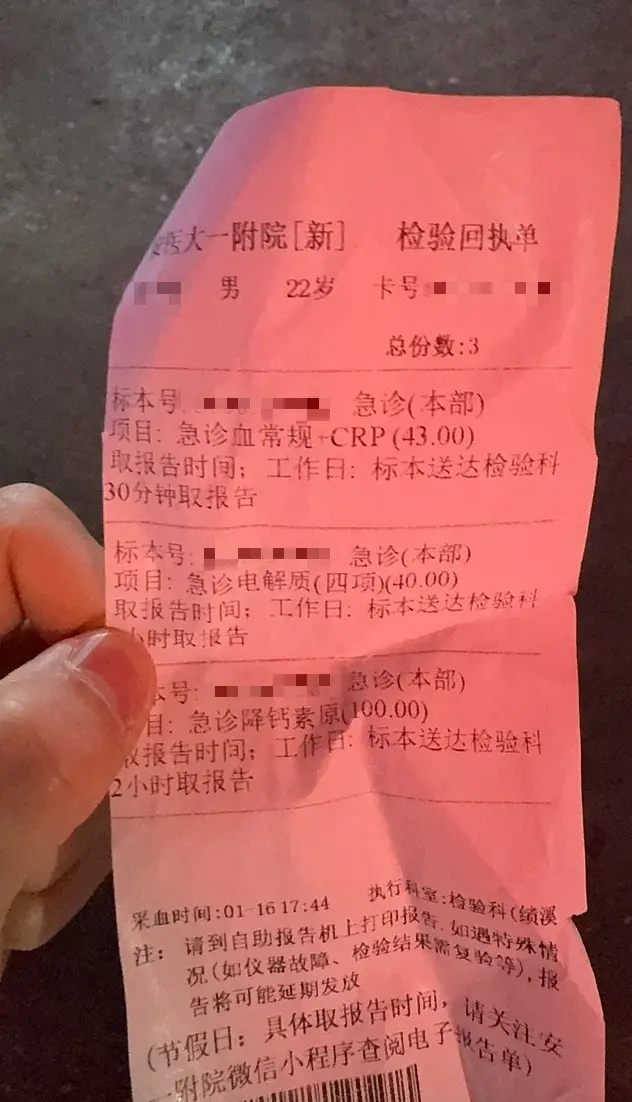 医大一附院[新] 检验回执单
男 22岁 卡号:
总份数:3
标本号: 急诊(本部)
项目: 急诊血常规+CRP(43.00)
取报告时间; 工作日: 标本送达检验科
30分钟取报告
标本号: 急诊(本部)
项目: 急诊电解质(四项)(40.00)
取报告时间; 工作日: 标本送达检验科
小时取报告
本号: 急诊(本部)
目: 急诊降钙素原(100.00)
取报告时间; 工作日: 标本送达检验科
2小时取报告
采血时间:01-16 17:44 执行科室:检验科(绩溪
注: 请到自助报告机上打印报告.如遇特殊情
况(如仪器故障、检验结果需复验等),报
告将可能延期发放
(节假日: 具体取报告时间, 请关注安
一附院微信小程序查阅电子报告单)